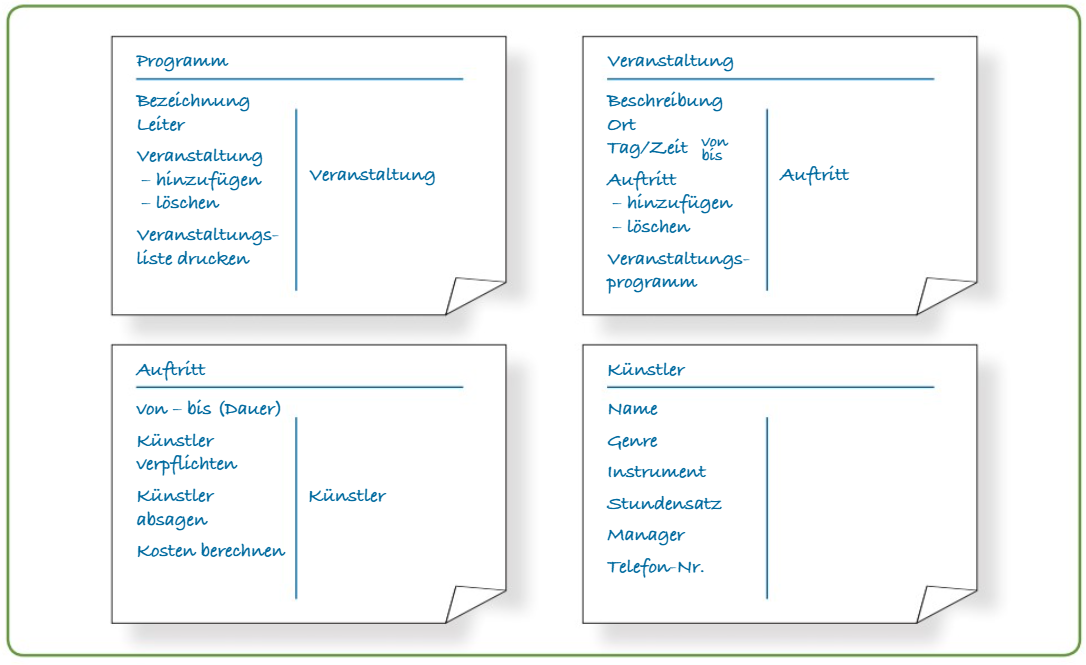 Programm
Bezeichnung
Leiter
Veranstaltung
– hinzufügen
– löschen
Veranstaltungs-
liste drucken
Veranstaltung
Veranstaltung
Beschreibung
Ort
Tag/Zeit von
bis
Auftritt
– hinzufügen
– löschen
Veranstaltungs-
programm
Auftritt
Auftritt
von – bis (Dauer)
Künstler
verpflichten
Künstler
absagen
Kosten berechnen
Künstler
Künstler
Name
Genre
Instrument
Stundensatz
Manager
Telefon-Nr.